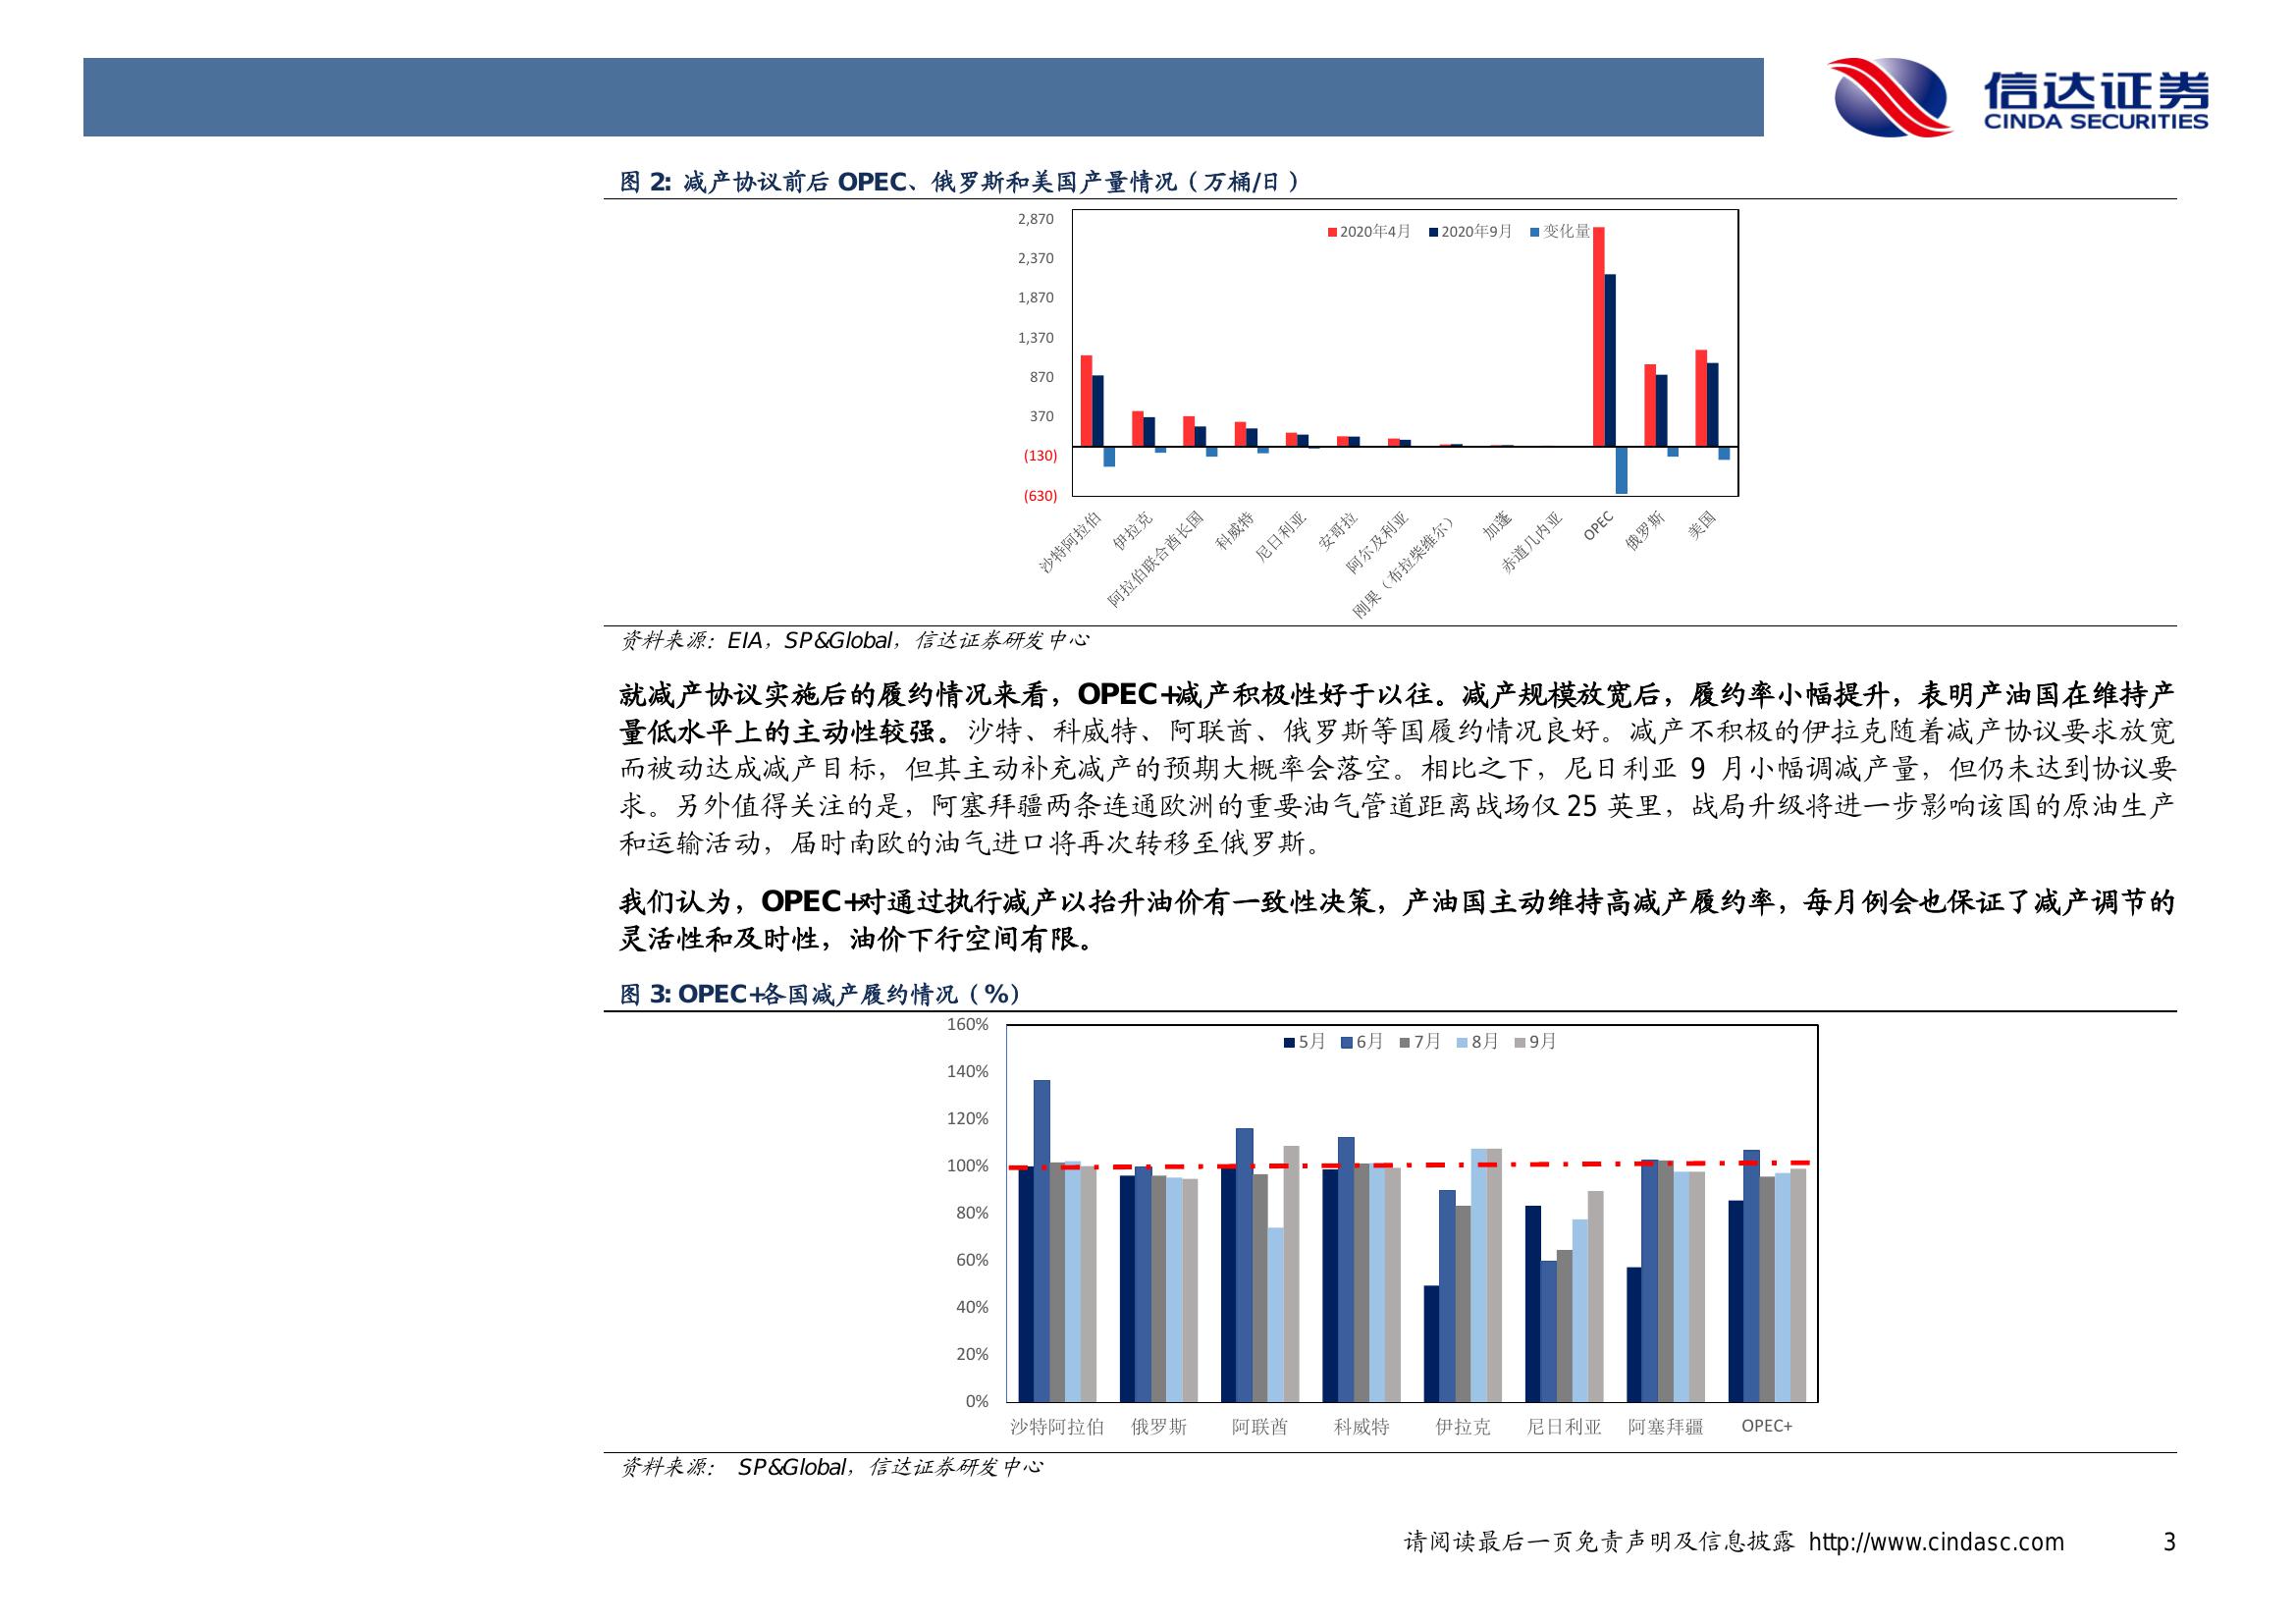 信达证券
CINDA SECURITIES
图 2: 减产协议前后 OPEC、俄罗斯和美国产量情况（万桶/日）
2020年4月 2020年9月 变化量
2,870
2,370
1,870
1,370
870
370
(130)
(630)
沙特阿拉伯
伊拉克
阿拉伯联合酋长国
科威特
尼日利亚
安哥拉
阿尔及利亚
刚果（布拉柴维尔）
加蓬
赤道几内亚
OPEC
俄罗斯
美国
资料来源: EIA，SP&Global，信达证券研发中心
就减产协议实施后的履约情况来看，OPEC+减产积极性好于以往。减产规模放宽后，履约率小幅提升，表明产油国在维持产
量低水平上的主动性较强。沙特、科威特、阿联酋、俄罗斯等国履约情况良好。减产不积极的伊拉克随着减产协议要求放宽
而被动达成减产目标，但其主动补充减产的预期大概率会落空。相比之下，尼日利亚 9 月小幅调减产量，但仍未达到协议要
求。另外值得关注的是，阿塞拜疆两条连通欧洲的重要油气管道距离战场仅 25 英里，战局升级将进一步影响该国的原油生产
和运输活动，届时南欧的油气进口将再次转移至俄罗斯。
我们认为，OPEC+对通过执行减产以抬升油价有一致性决策，产油国主动维持高减产履约率，每月例会也保证了减产调节的
灵活性和及时性，油价下行空间有限。
图 3: OPEC+各国减产履约情况（%）
5月 6月 7月 8月 9月
160%
140%
120%
100%
80%
60%
40%
20%
0%
沙特阿拉伯 俄罗斯 阿联酋 科威特 伊拉克 尼日利亚 阿塞拜疆 OPEC+
资料来源: SP&Global，信达证券研发中心
请阅读最后一页免责声明及信息披露 http://www.cindasc.com 3